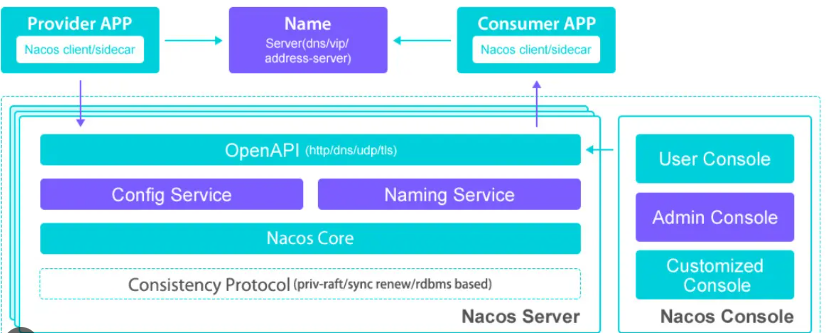 Provider APP
Nacos client/sidecar
Name
Server(dns/vip/
address-server)
Consumer APP
Nacos client/sidecar
OpenAPI (http/dns/udp/tls)
Config Service
Naming Service
Nacos Core
Consistency Protocol (priv-raft/sync renew/rdbms based)
Nacos Server
User Console
Admin Console
Customized
Console
Nacos Console